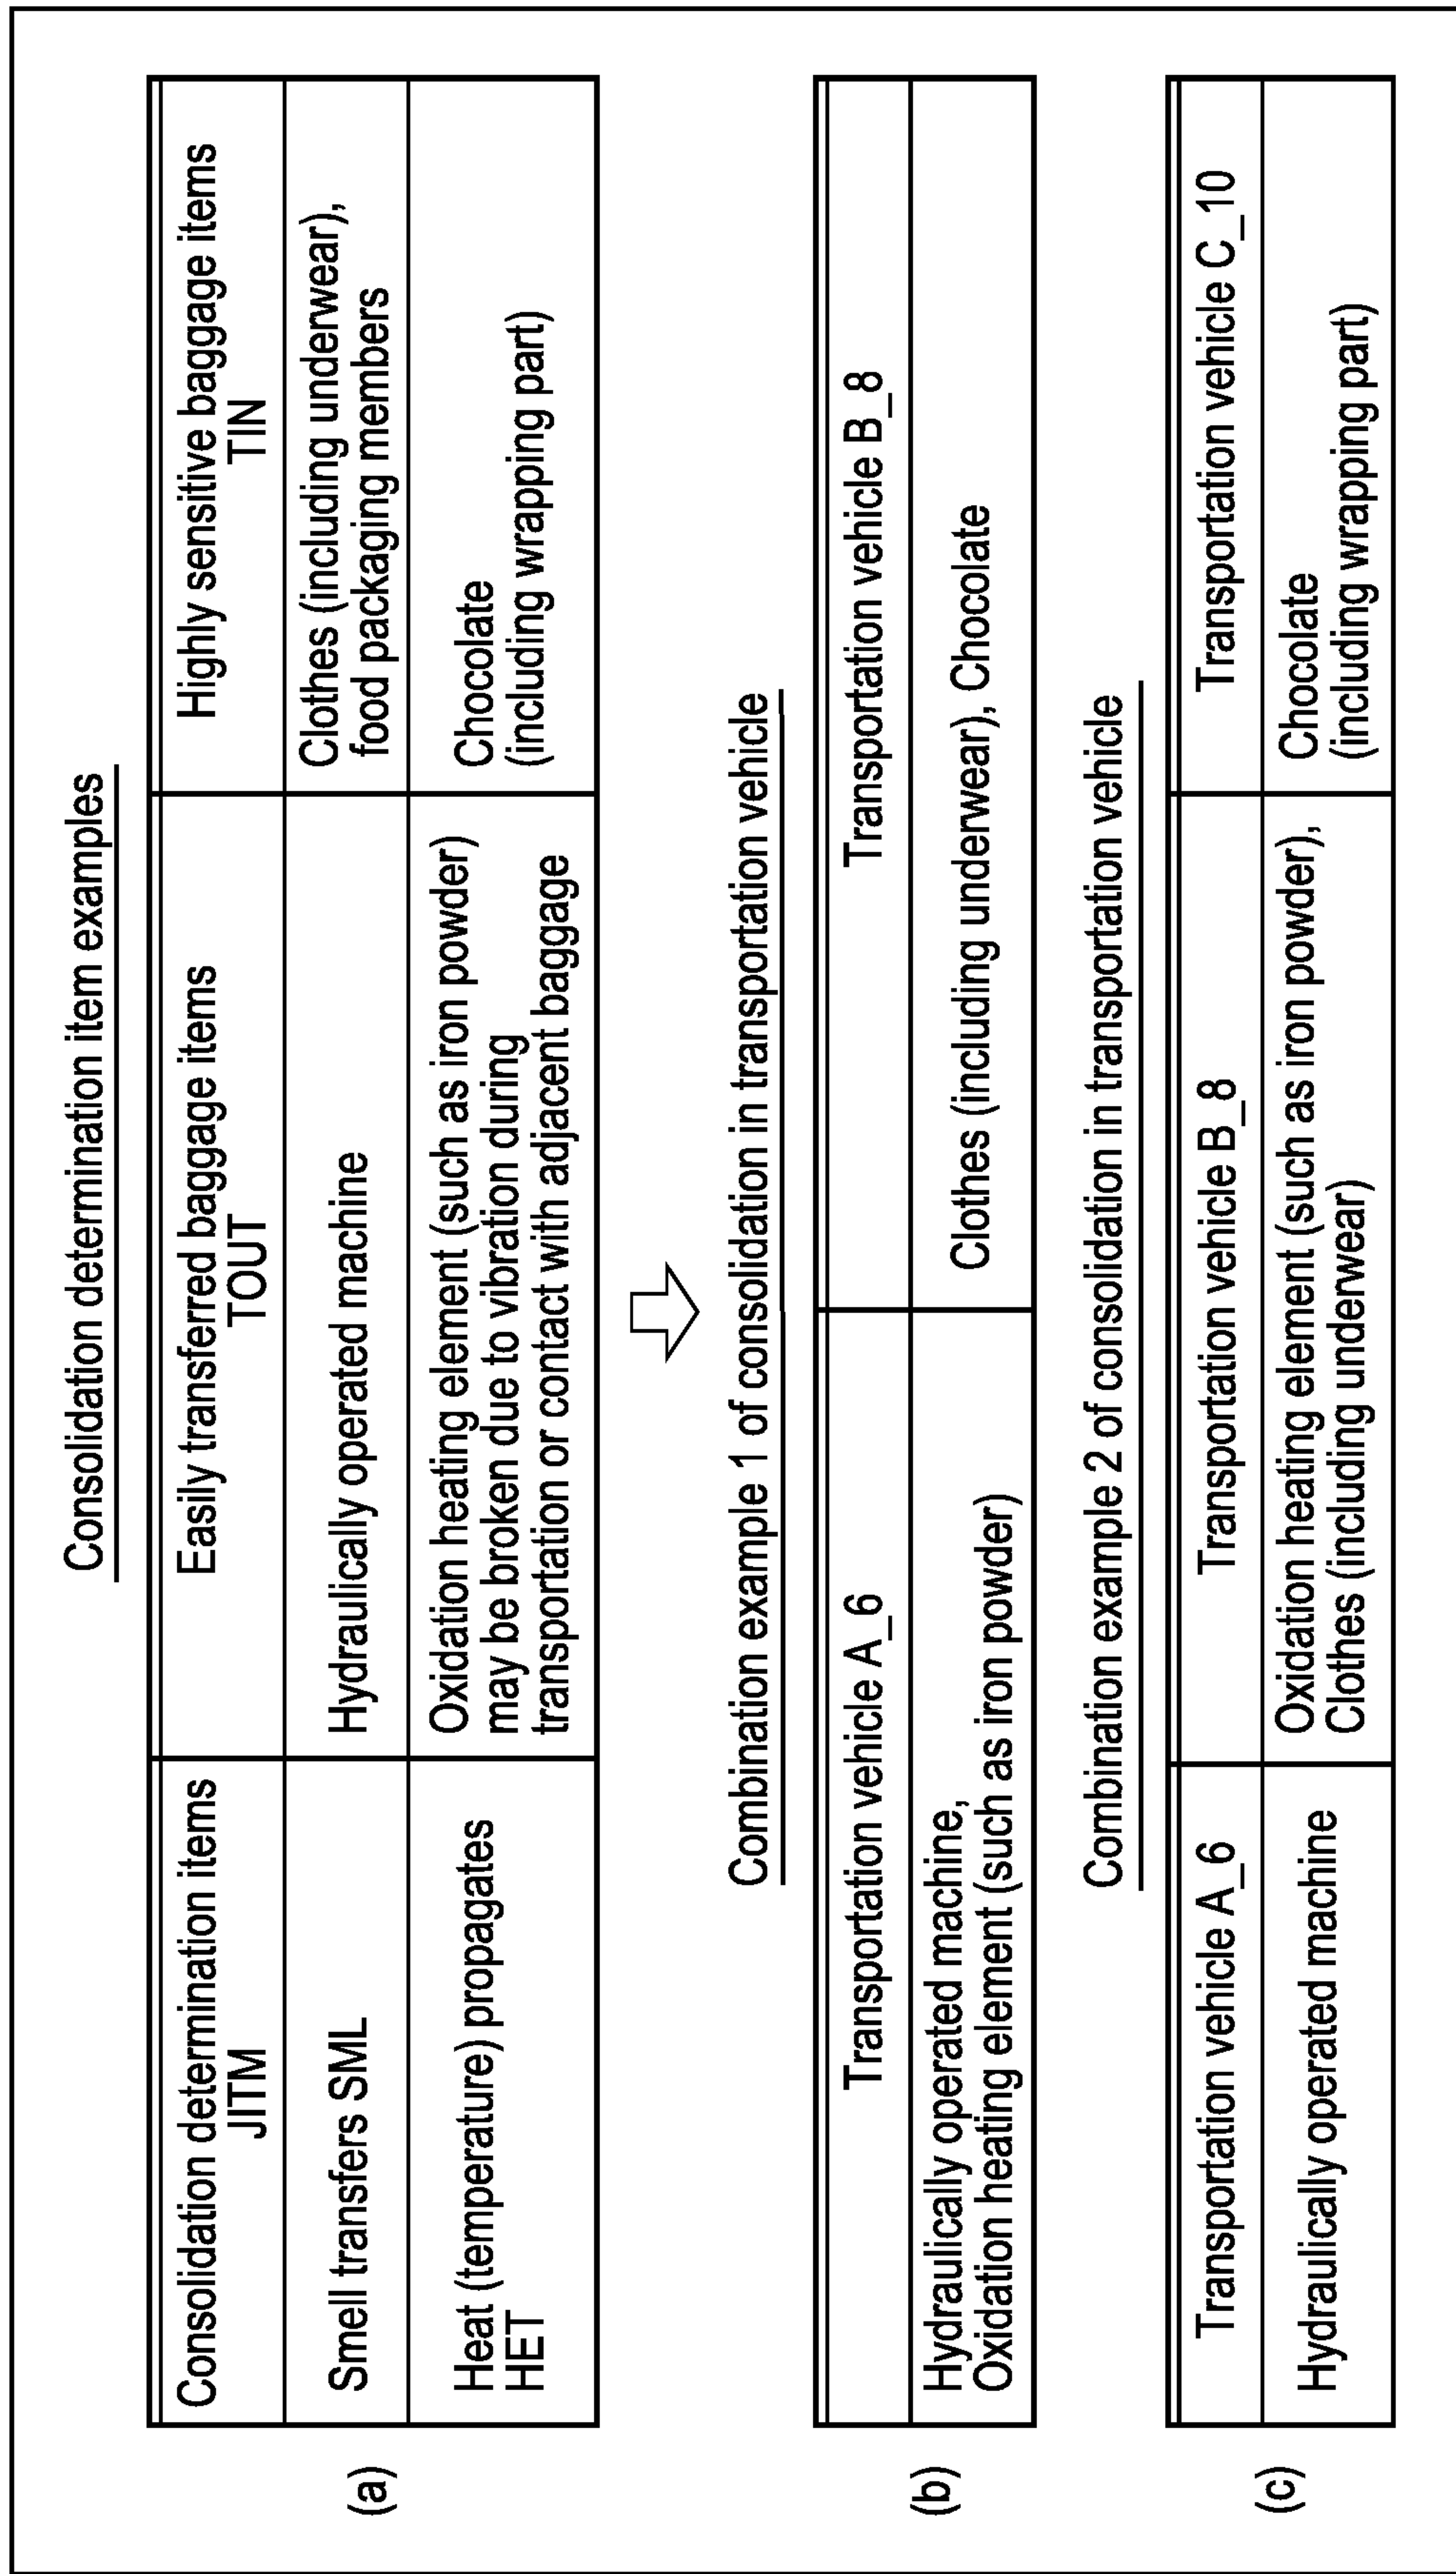 Consolidation determination item examples
(a)
Consolidation determination items
JITM
Easily transferred baggage items
TOUT
Highly sensitive baggage items
TIN
Smell transfers SML
Hydraulically operated machine
Clothes (including underwear),
food packaging members
Heat (temperature) propagates
HET
Oxidation heating element (such as iron powder)
may be broken due to vibration during
transportation or contact with adjacent baggage
Chocolate
(including wrapping part)
Combination example 1 of consolidation in transportation vehicle
(b)
Transportation vehicle A_6
Transportation vehicle B_8
Hydraulically operated machine,
Oxidation heating element (such as iron powder)
Clothes (including underwear), Chocolate
Combination example 2 of consolidation in transportation vehicle
(c)
Transportation vehicle A_6
Transportation vehicle B_8
Transportation vehicle C_10
Hydraulically operated machine
Oxidation heating element (such as iron powder),
Clothes (including underwear)
Chocolate
(including wrapping part)